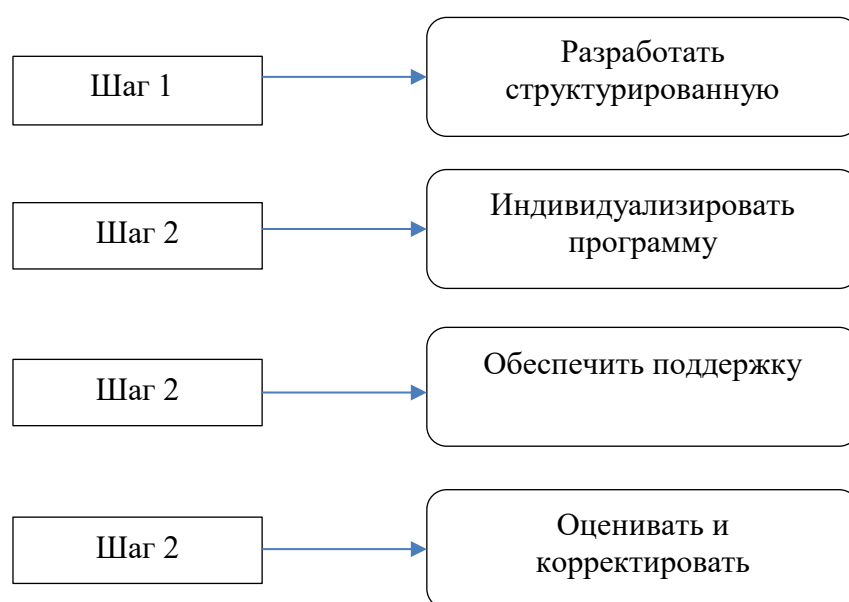 Шаг 1
Разработать
структурированную
Шаг 2
Индивидуализировать
программу
Шаг 2
Обеспечить поддержку
Шаг 2
Оценивать и
корректировать